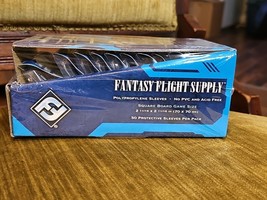 FANTASY FLIGHT SUPPLY
POLYPROPYLENE SLEEVES • NO PVC AND ACID FREE
SQUARE BOARD GAME SIZE
50 PROTECTIVE SLEEVES PER PACK